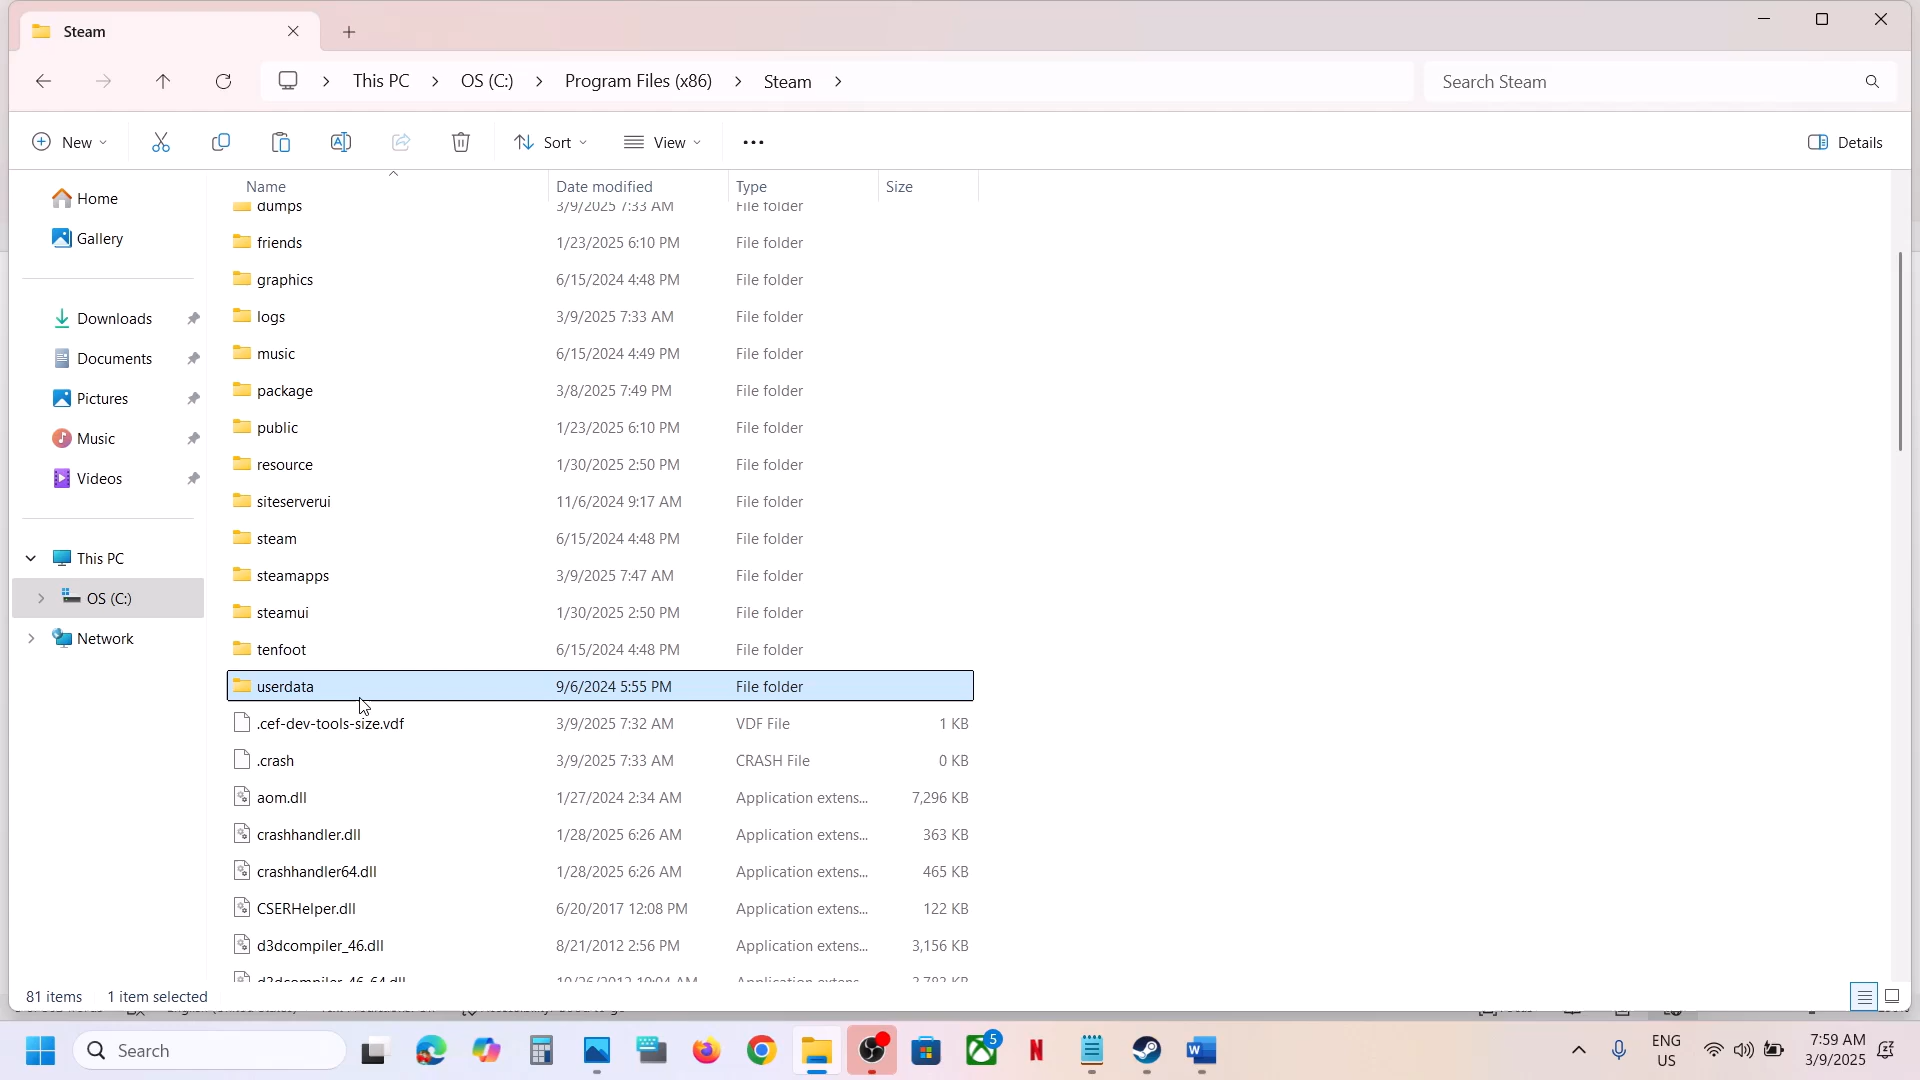 Steam
This PC > OS (C:) > Program Files (x86) > Steam >
Search Steam
New
Sort
View
Details
Name Date modified Type Size
Home
Gallery
Downloads
Documents
Pictures
Music
Videos
This PC
OS (C:)
Network
dumps 3/9/2025 7:33 AM File folder
friends 1/23/2025 6:10 PM File folder
graphics 6/15/2024 4:48 PM File folder
logs 3/9/2025 7:33 AM File folder
music 6/15/2024 4:49 PM File folder
package 3/8/2025 7:49 PM File folder
public 1/23/2025 6:10 PM File folder
resource 1/30/2025 2:50 PM File folder
siteserverui 11/6/2024 9:17 AM File folder
steam 6/15/2024 4:48 PM File folder
steamapps 3/9/2025 7:47 AM File folder
steamui 1/30/2025 2:50 PM File folder
tenfoot 6/15/2024 4:48 PM File folder
userdata 9/6/2024 5:55 PM File folder
.cef-dev-tools-size.vdf 3/9/2025 7:32 AM VDF File 1 KB
.crash 3/9/2025 7:33 AM CRASH File 0 KB
aom.dll 1/27/2024 2:34 AM Application extens... 7,296 KB
crashhandler.dll 1/28/2025 6:26 AM Application extens... 363 KB
crashhandler64.dll 1/28/2025 6:26 AM Application extens... 465 KB
CSERHelper.dll 6/20/2017 12:08 PM Application extens... 122 KB
d3dcompiler_46.dll 8/21/2012 2:56 PM Application extens... 3,156 KB
d3dcompiler_46_64.dll 10/26/2012 10:04 AM Application extens...
81 items 1 item selected
Search
5
ENG
US
7:59 AM
3/9/2025